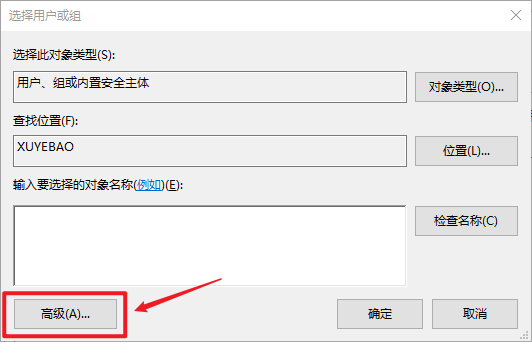 选择用户或组
选择此对象类型(S):
用户、组或内置安全主体
对象类型(O)...
查找位置(F):
XUYEBAO
位置(L)...
输入要选择的对象名称(例如)(E):
检查名称(C)
高级(A)...
确定
取消